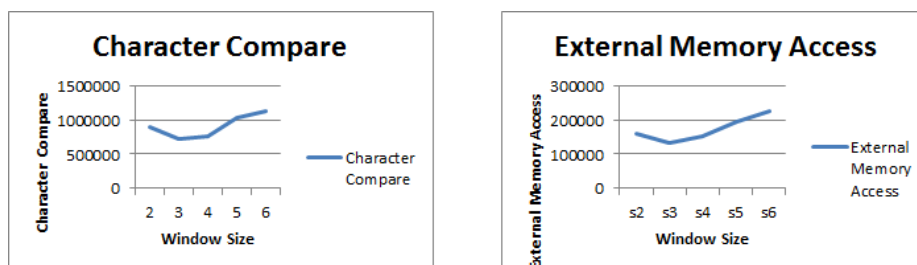 Character Compare
1500000
1000000
500000
0
Character Compare
2 3 4 5 6
Window Size
Character
Compare
External Memory Access
300000
200000
100000
0
External Memory Access
s2 s3 s4 s5 s6
Window Size
External
Memory
Access